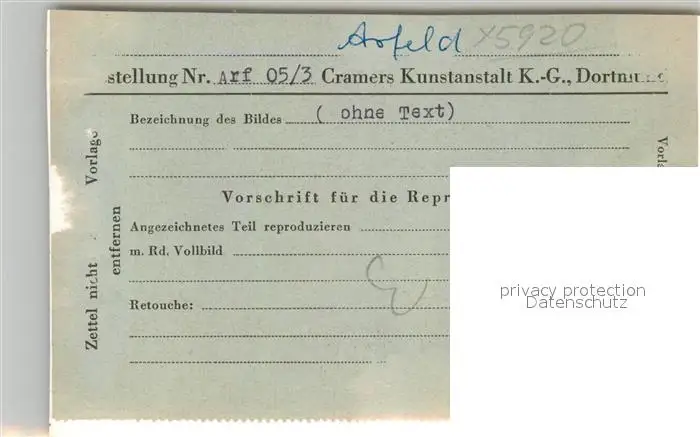 Arfeld x5920
stellung Nr. Arf 05/3 Cramers Kunstanstalt K.-G., Dortmund
Bezeichnung des Bildes ( ohne Text)
Vorschrift für die Repr
Angezeichnetes Teil reproduzieren
m. Rd. Vollbild
Retouche:
Zettel nicht Vorlage
entfernen
Vorla
privacy protection
Datenschutz